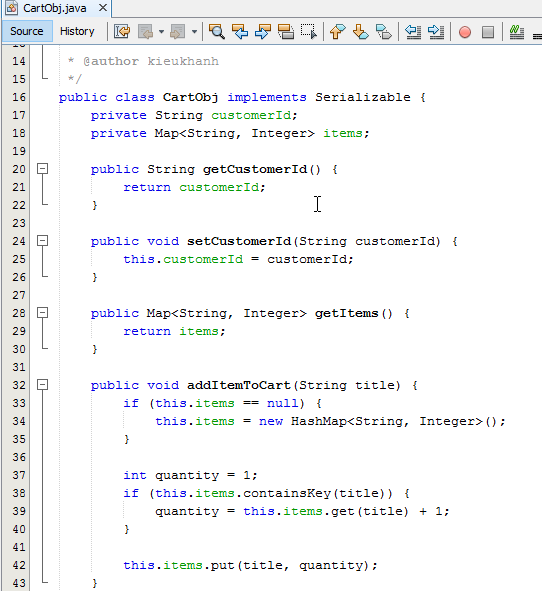 CartObj.java
Source History
14 * @author kieukhanh
15 */
16 public class CartObj implements Serializable {
17 private String customerId;
18 private Map<String, Integer> items;
19
20 public String getCustomerId() {
21 return customerId;
22 }
23
24 public void setCustomerId(String customerId) {
25 this.customerId = customerId;
26 }
27
28 public Map<String, Integer> getItems() {
29 return items;
30 }
31
32 public void addItemToCart(String title) {
33 if (this.items == null) {
34 this.items = new HashMap<String, Integer>();
35 }
36
37 int quantity = 1;
38 if (this.items.containsKey(title)) {
39 quantity = this.items.get(title) + 1;
40 }
41
42 this.items.put(title, quantity);
43 }